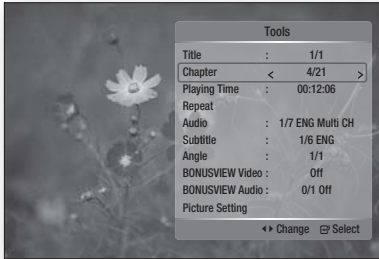 Tools
Title : 1/1
Chapter < 4/21 >
Playing Time : 00:12:06
Repeat
Audio : 1/7 ENG Multi CH
Subtitle : 1/6 ENG
Angle : 1/1
BONUSVIEW Video : Off
BONUSVIEW Audio : 0/1 Off
Picture Setting
Change Select